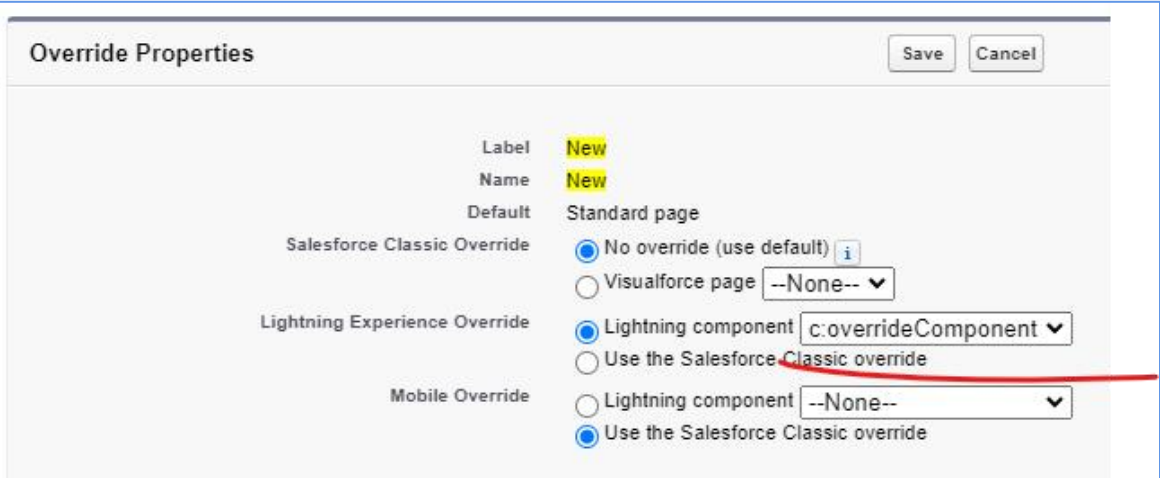 Override Properties Save Cancel
Label New
Name New
Default Standard page
Salesforce Classic Override No override (use default) i
Visualforce page --None--
Lightning Experience Override Lightning component c:overrideComponent
Use the Salesforce Classic override
Mobile Override Lightning component --None--
Use the Salesforce Classic override